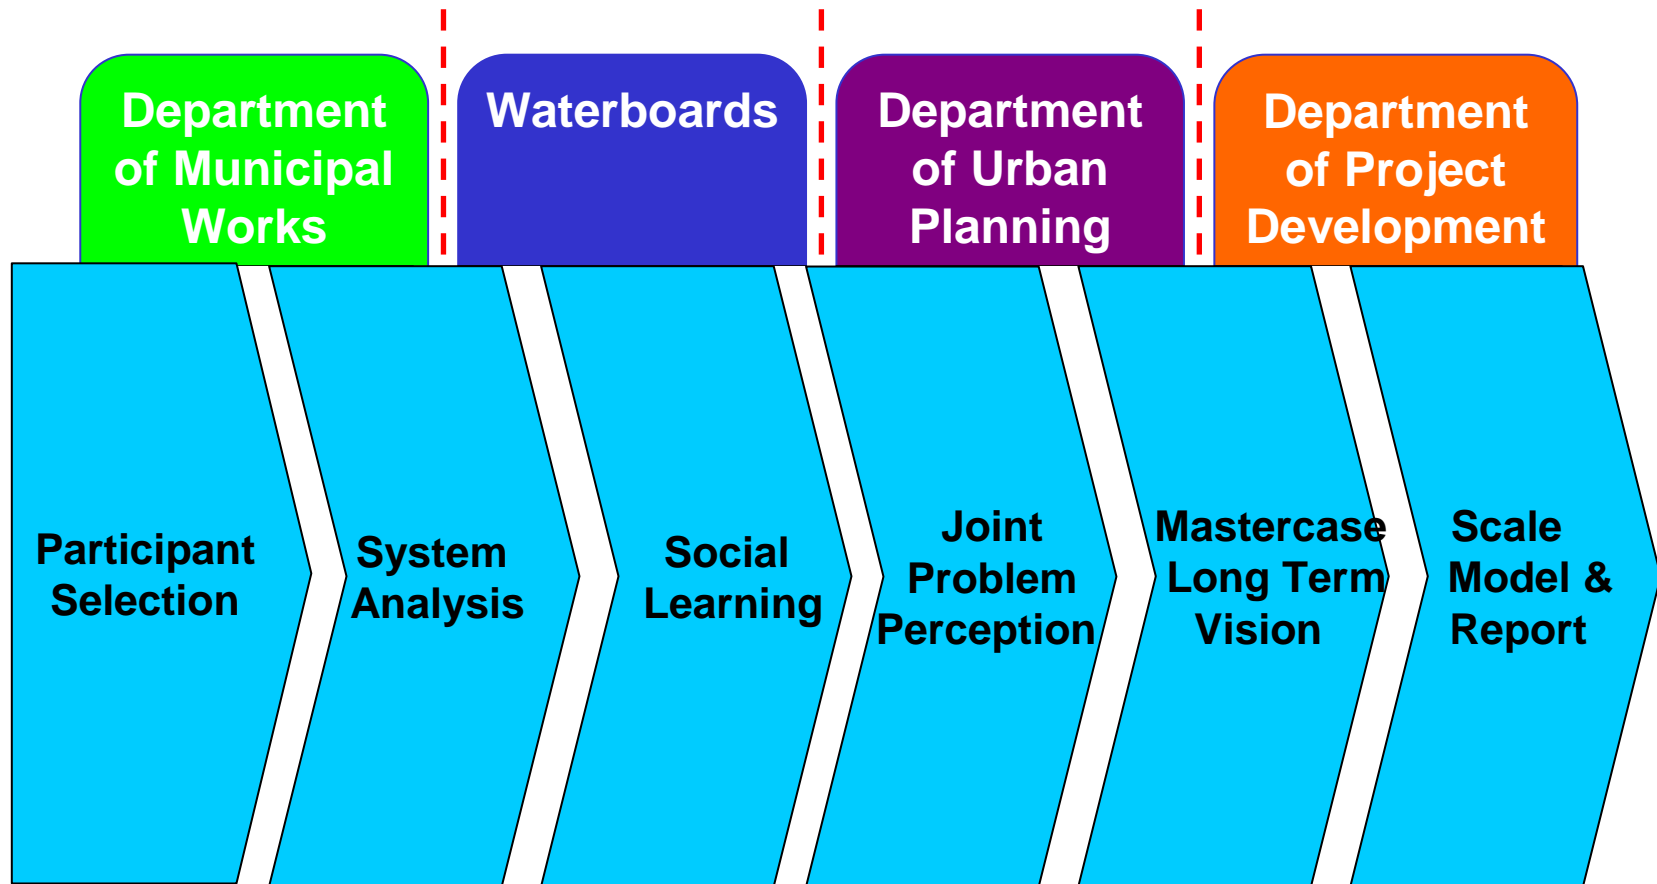 Department
of Municipal
Works
Waterboards
Department
of Urban
Planning
Department
of Project
Development
Participant
Selection
System
Analysis
Social
Learning
Joint
Problem
Perception
Mastercase
Long Term
Vision
Scale
Model &
Report